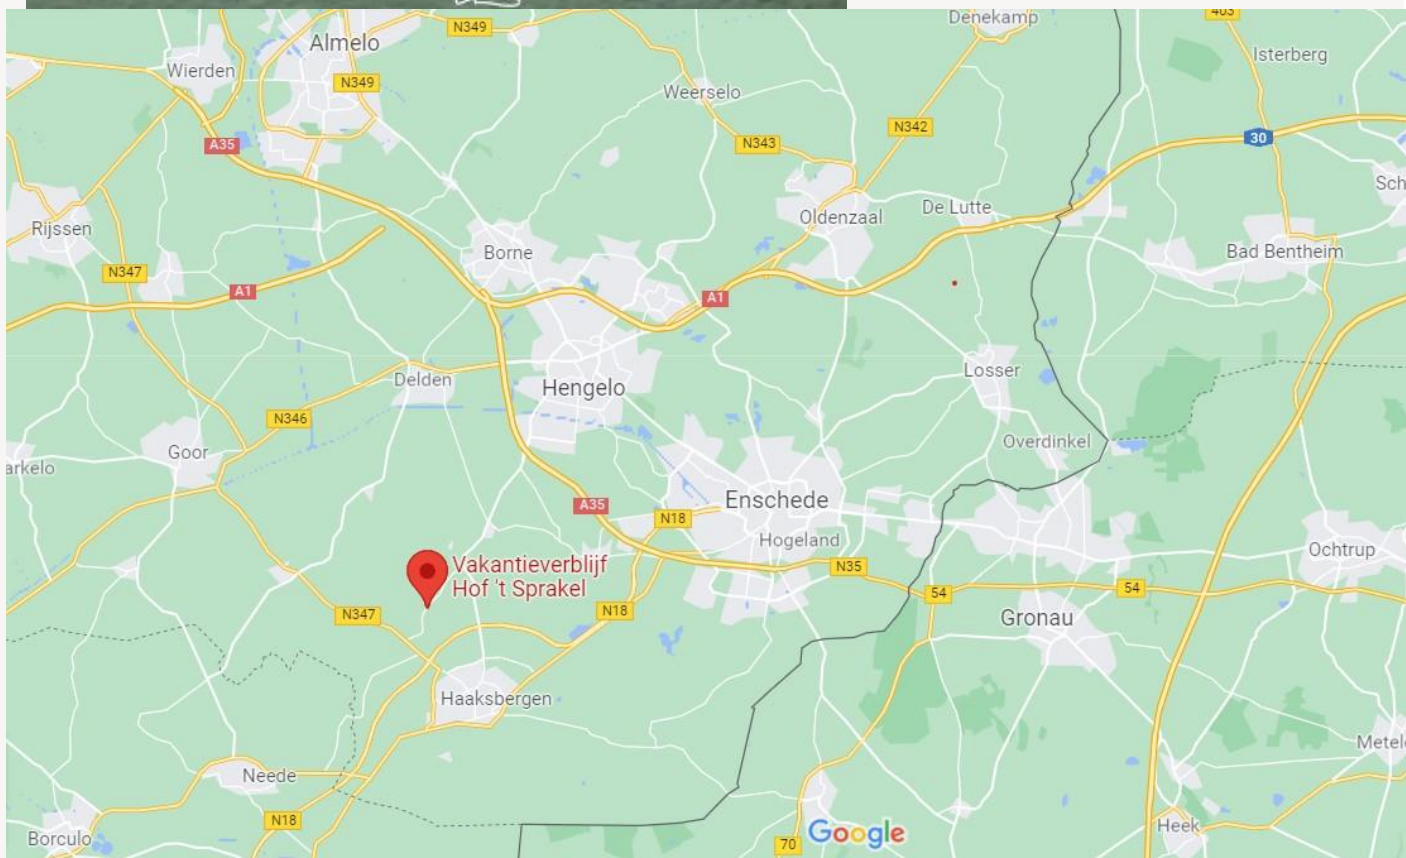 Denekamp
403
N349
Almelo
Isterberg
Wierden
N349
Weerselo
N342
30
A35
N343
Sch
De Lutte
Oldenzaal
Rijssen
Borne
Bad Bentheim
N347
A1
A1
Losser
Delden
Hengelo
N346
Overdinkel
Goor
arkelo
Enschede
A35
N18
Hogeland
Ochtrup
Vakantieverblijf
Hof 't Sprakel
N35
54
54
N18
N347
Gronau
Haaksbergen
Metel
Neede
N18
Heek
Google
Borculo
70